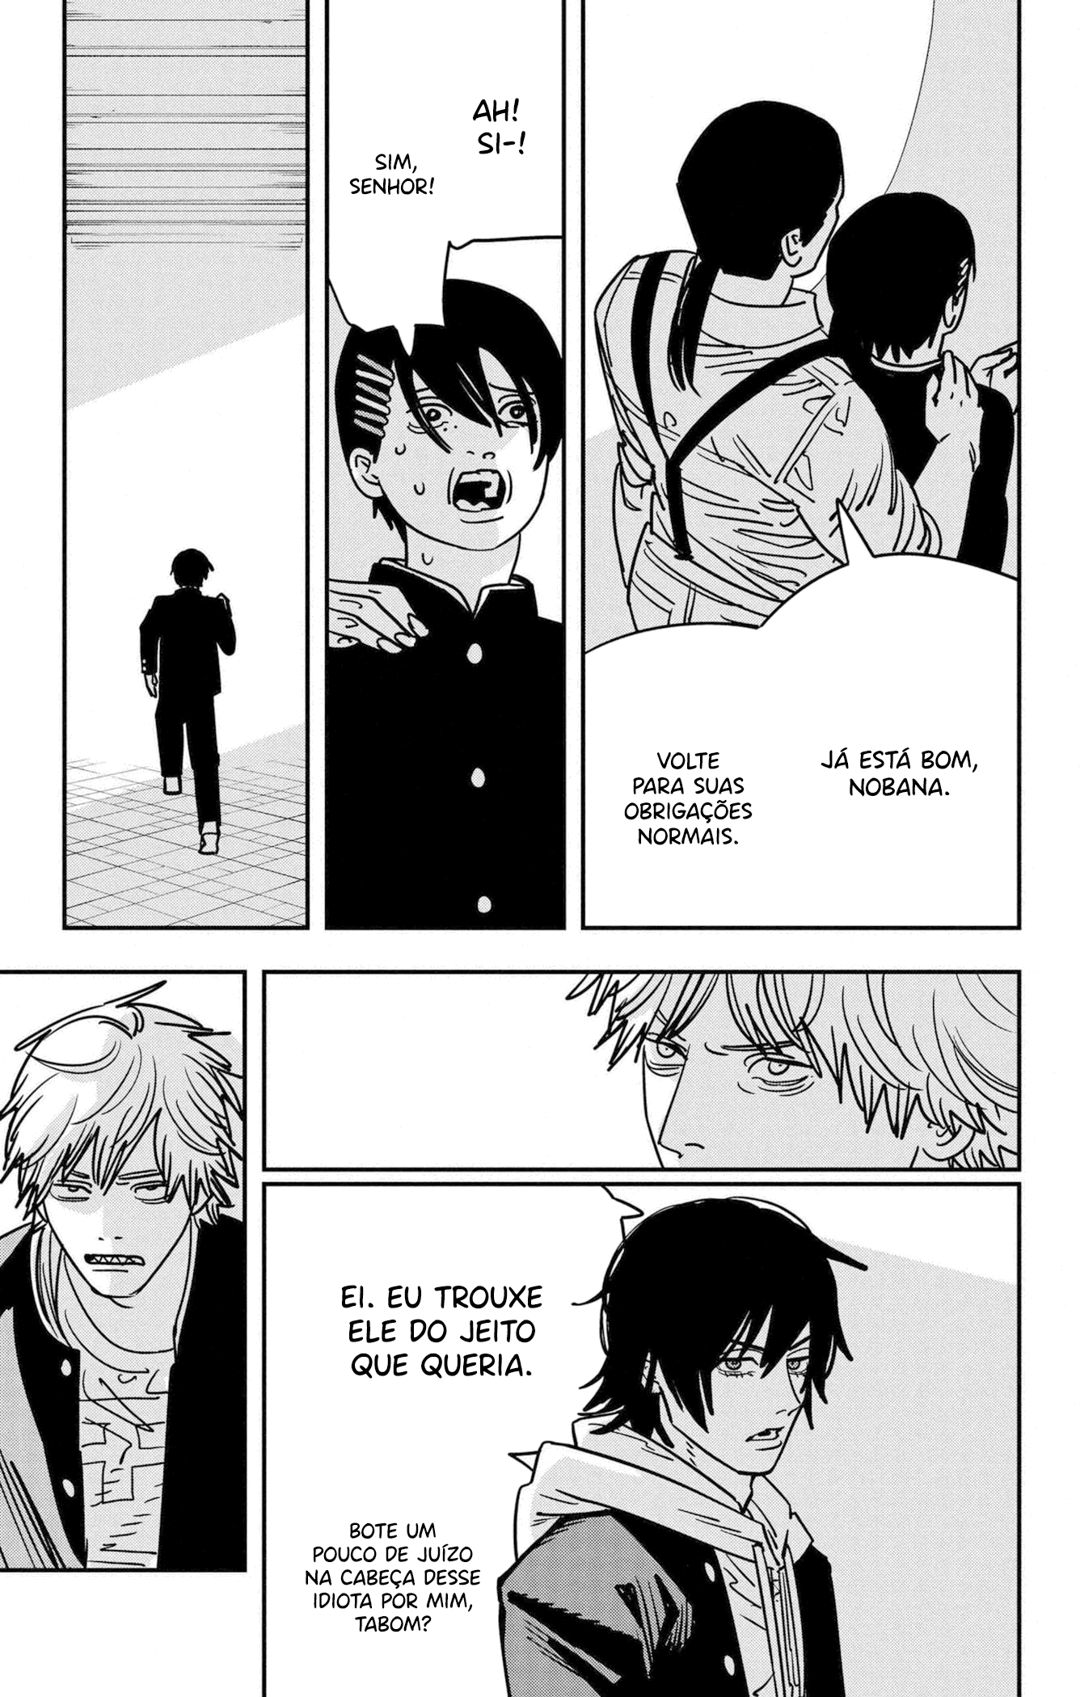 JÁ ESTÁ BOM,
NOBANA.
VOLTE
PARA SUAS
OBRIGAÇÕES
NORMAIS.
AH!
SI-!
SIM,
SENHOR!
EI. EU TROUXE
ELE DO JEITO
QUE QUERIA.
BOTE UM
POUCO DE JUÍZO
NA CABEÇA DESSE
IDIOTA POR MIM,
TABOM?